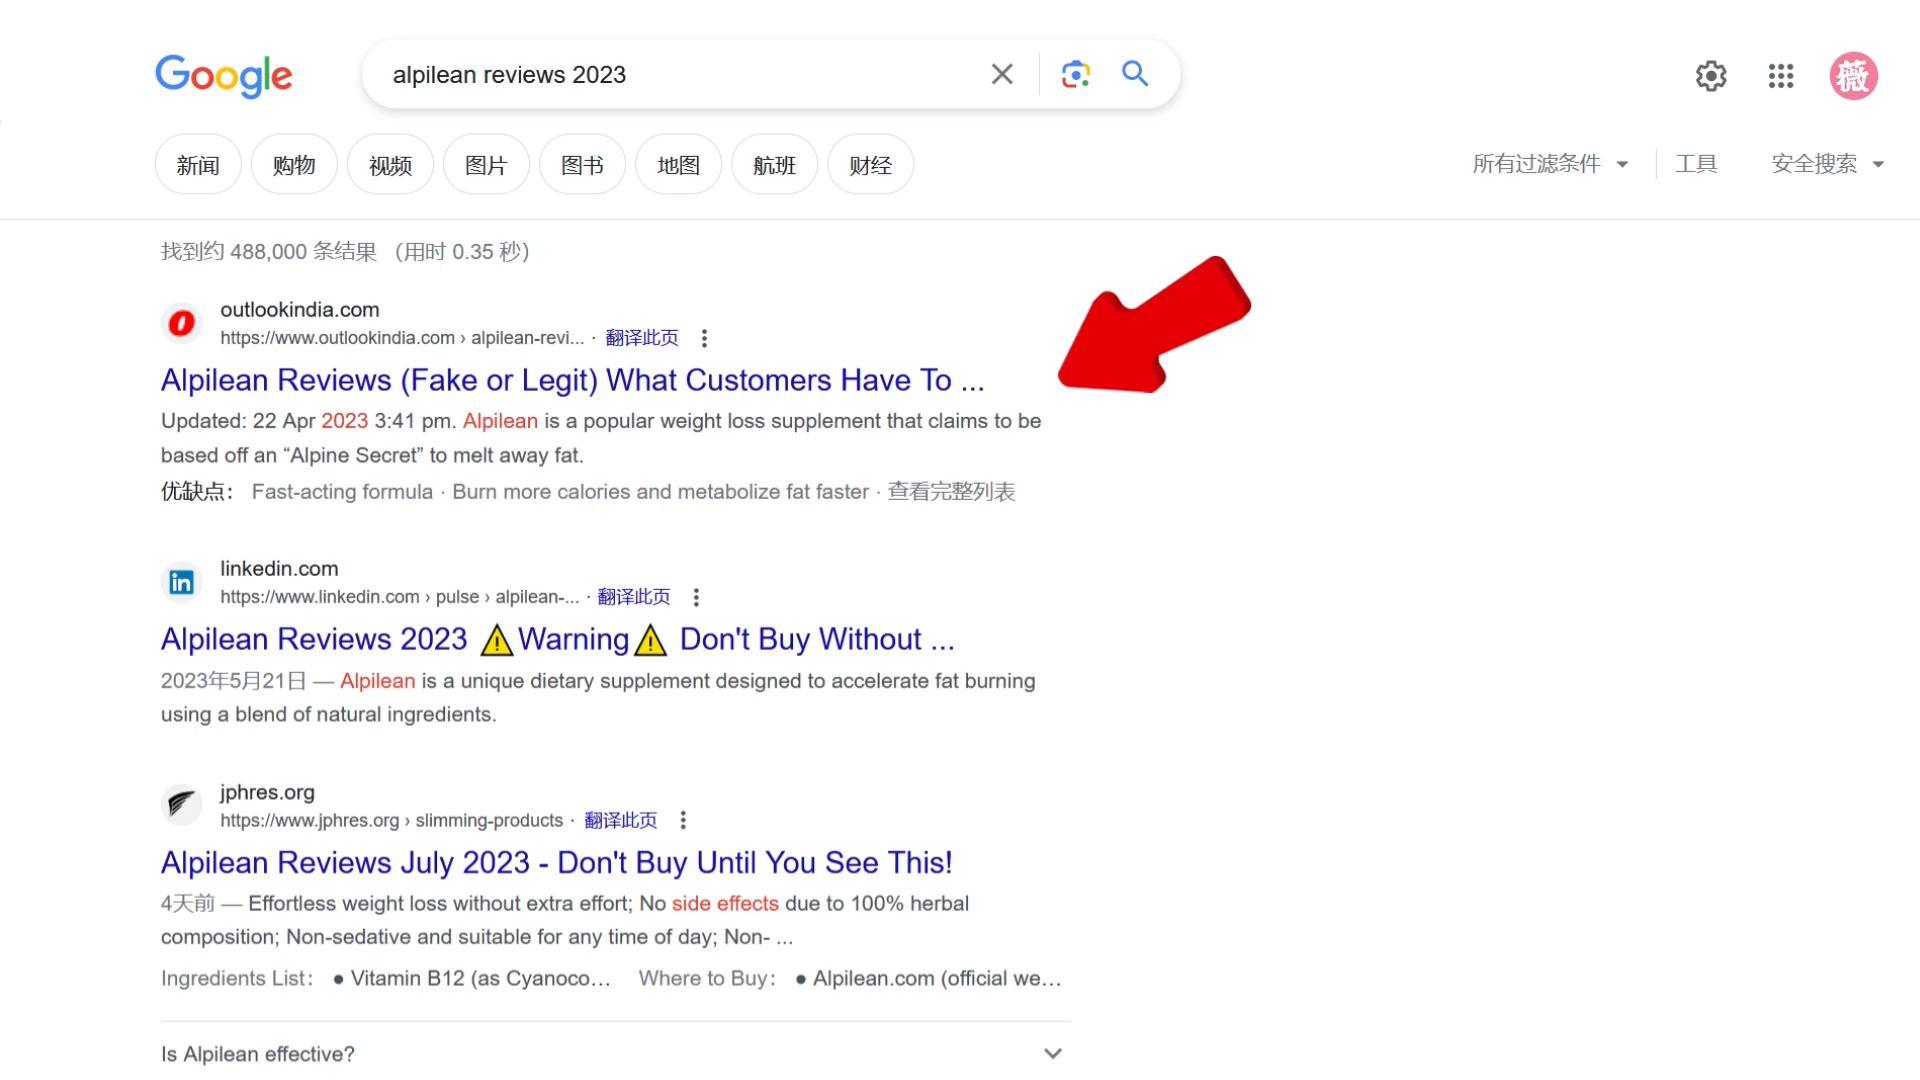 Google
alpilean reviews 2023
薇
新闻 购物 视频 图片 图书 地图 航班 财经
所有过滤条件 工具 安全搜索
找到约 488,000 条结果 （用时 0.35 秒）
outlookindia.com
https://www.outlookindia.com › alpilean-revi... · 翻译此页
Alpilean Reviews (Fake or Legit) What Customers Have To ...
Updated: 22 Apr 2023 3:41 pm. Alpilean is a popular weight loss supplement that claims to be
based off an “Alpine Secret” to melt away fat.
优缺点： Fast-acting formula · Burn more calories and metabolize fat faster · 查看完整列表
in
linkedin.com
https://www.linkedin.com › pulse › alpilean-... · 翻译此页
Alpilean Reviews 2023 ⚠️Warning⚠️ Don't Buy Without ...
2023年5月21日 — Alpilean is a unique dietary supplement designed to accelerate fat burning
using a blend of natural ingredients.
jphres.org
https://www.jphres.org › slimming-products · 翻译此页
Alpilean Reviews July 2023 - Don't Buy Until You See This!
4天前 — Effortless weight loss without extra effort; No side effects due to 100% herbal
composition; Non-sedative and suitable for any time of day; Non- ...
Ingredients List： ● Vitamin B12 (as Cyanoco… Where to Buy： ● Alpilean.com (official we…
Is Alpilean effective?